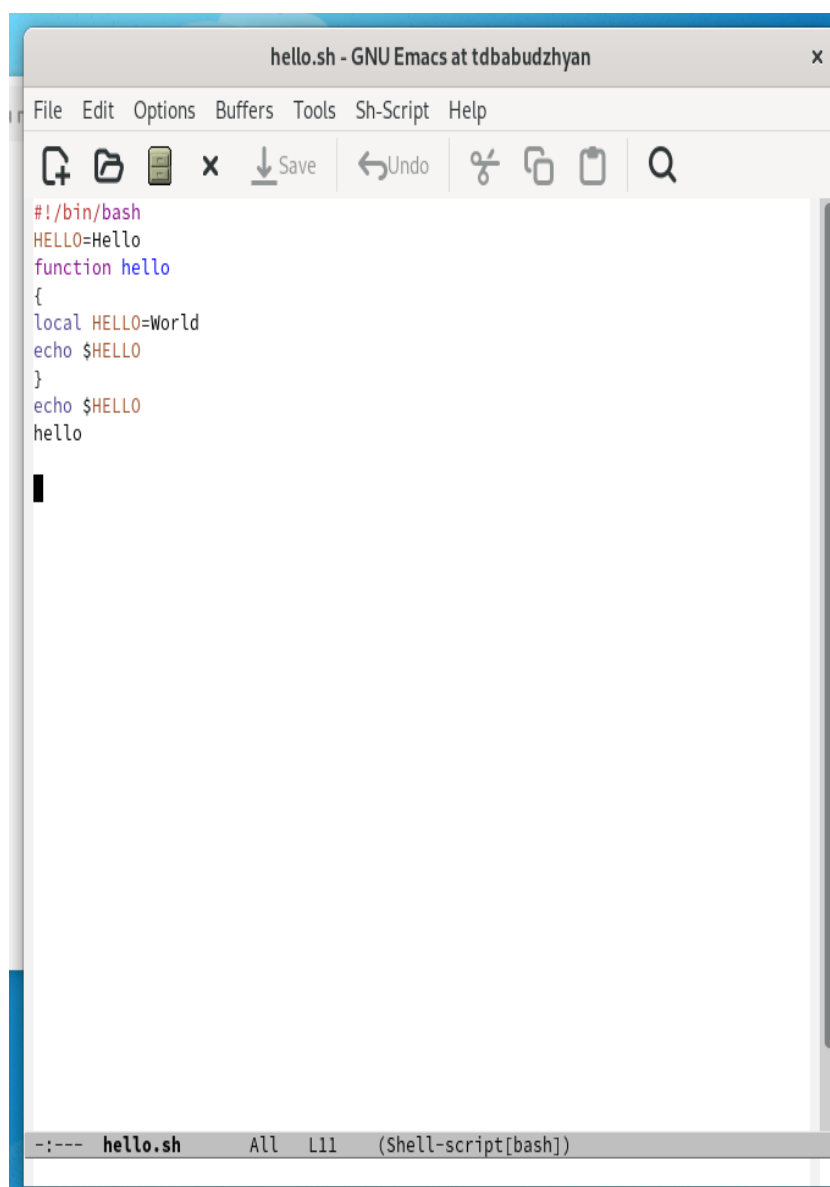 hello.sh - GNU Emacs at tdbabudzhyan
File Edit Options Buffers Tools Sh-Script Help
Save Undo
#!/bin/bash
HELLO=Hello
function hello
{
local HELLO=World
echo $HELLO
}
echo $HELLO
hello
-:--- hello.sh All L11 (Shell-script[bash])